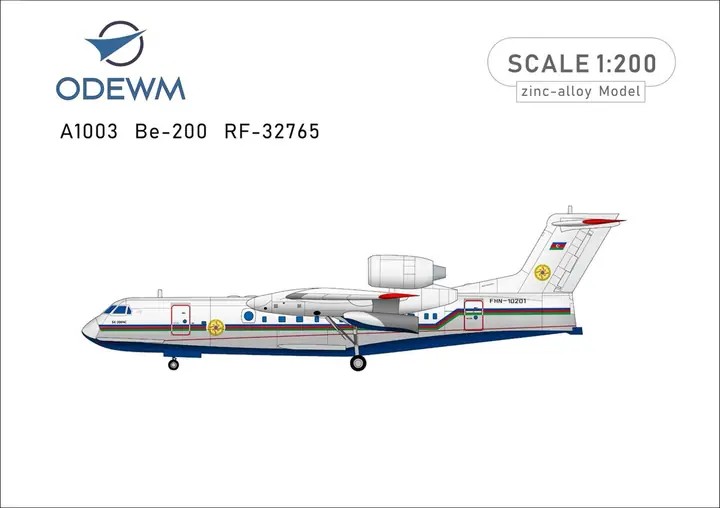 ODEWM
SCALE 1:200
zinc-alloy Model
A1003 Be-200 RF-32765
FHN-10201